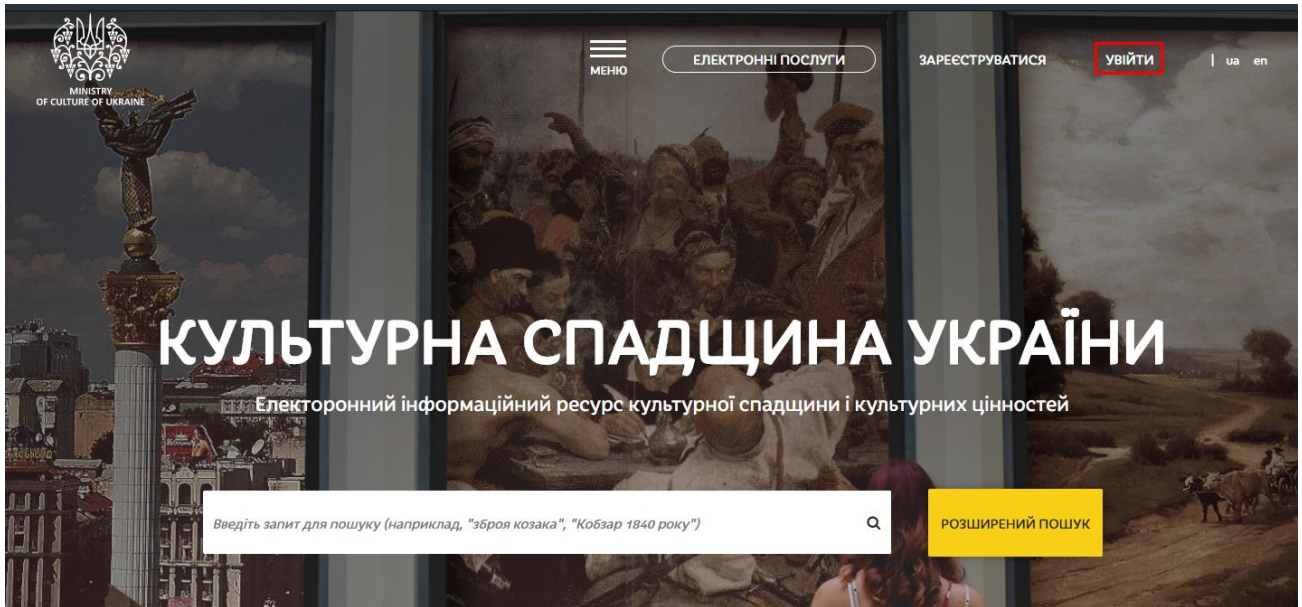 MINISTRY
OF CULTURE OF UKRAINE
МЕНЮ
ЕЛЕКТРОННІ ПОСЛУГИ
ЗАРЕЄСТРУВАТИСЯ
УВІЙТИ
| ua en
КУЛЬТУРНА СПАДЩИНА УКРАЇНИ
Електоронний інформаційний ресурс культурної спадщини і культурних цінностей
Введіть запит для пошуку (наприклад, "зброя козака", "Кобзар 1840 року")
РОЗШИРЕНИЙ ПОШУК